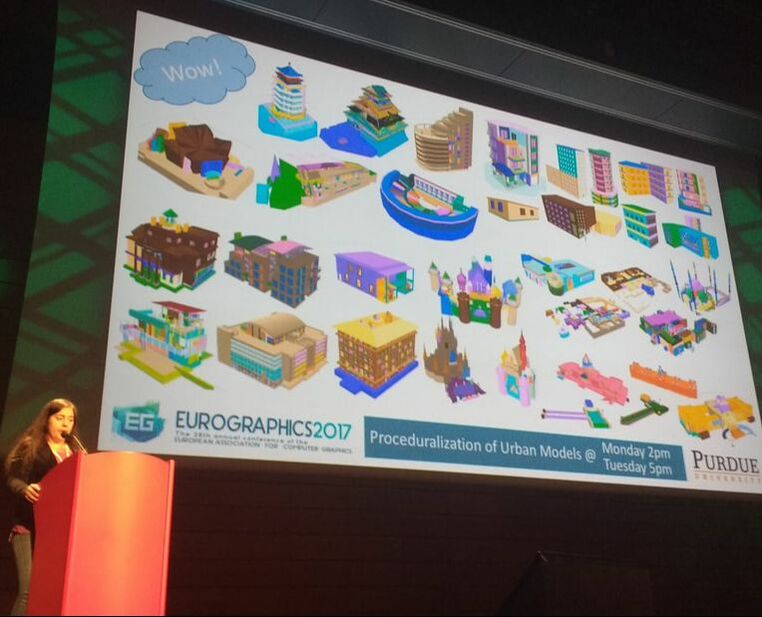 Wow!
EG
EUROGRAPHICS2017
The 38th annual conference of the
EUROPEAN ASSOCIATION FOR COMPUTER GRAPHICS
Proceduralization of Urban Models @
Monday 2pm
Tuesday 5pm
PURDUE
UNIVERSITY